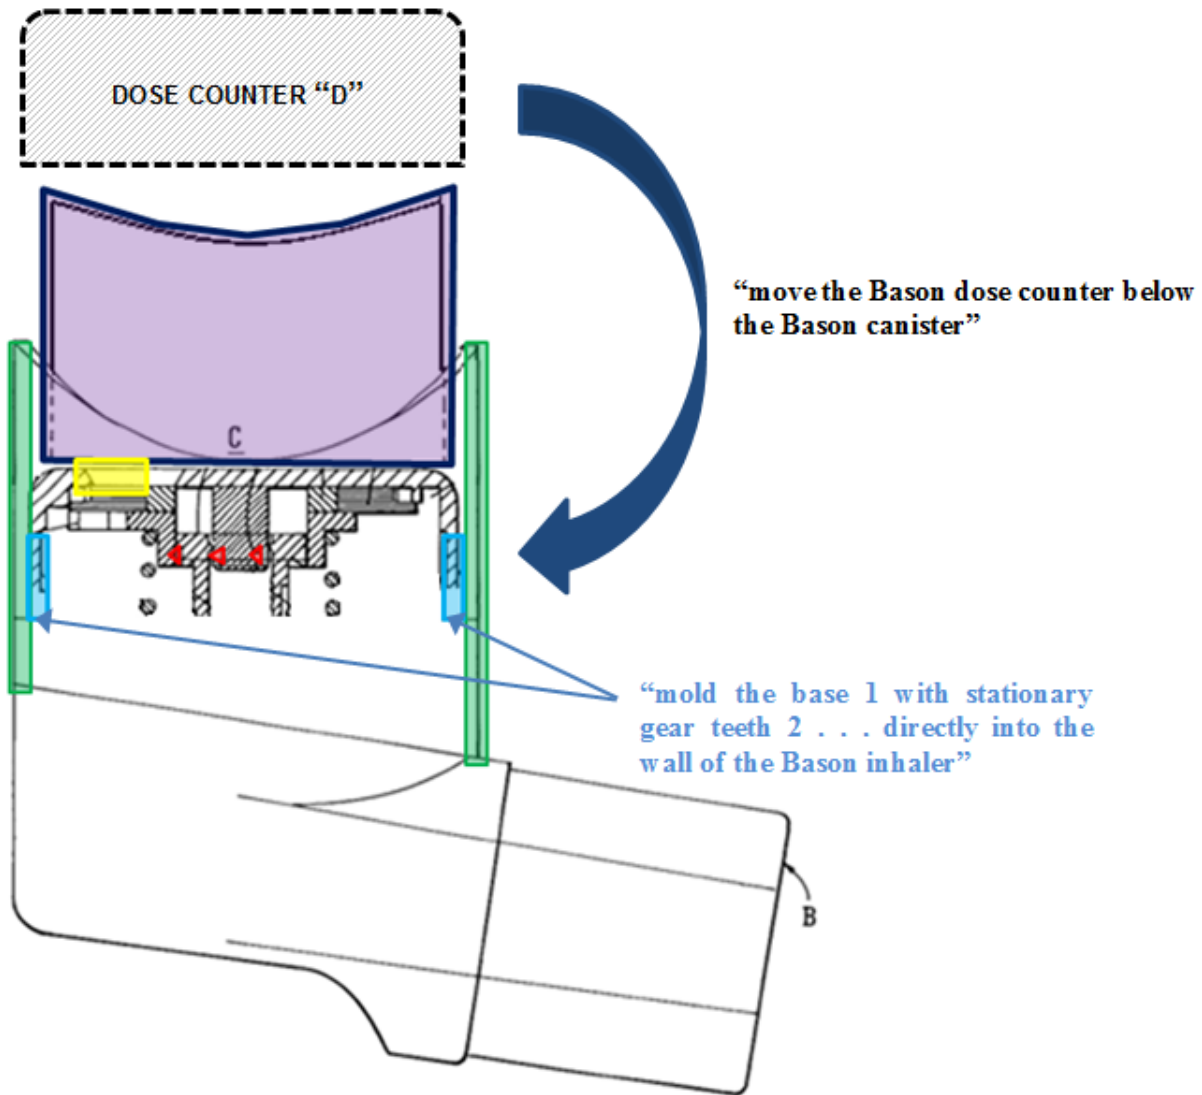 DOSE COUNTER “D”
“move the Bason dose counter below
the Bason canister”
C
“mold the base 1 with stationary
gear teeth 2 . . . directly into the
wall of the Bason inhaler”
B